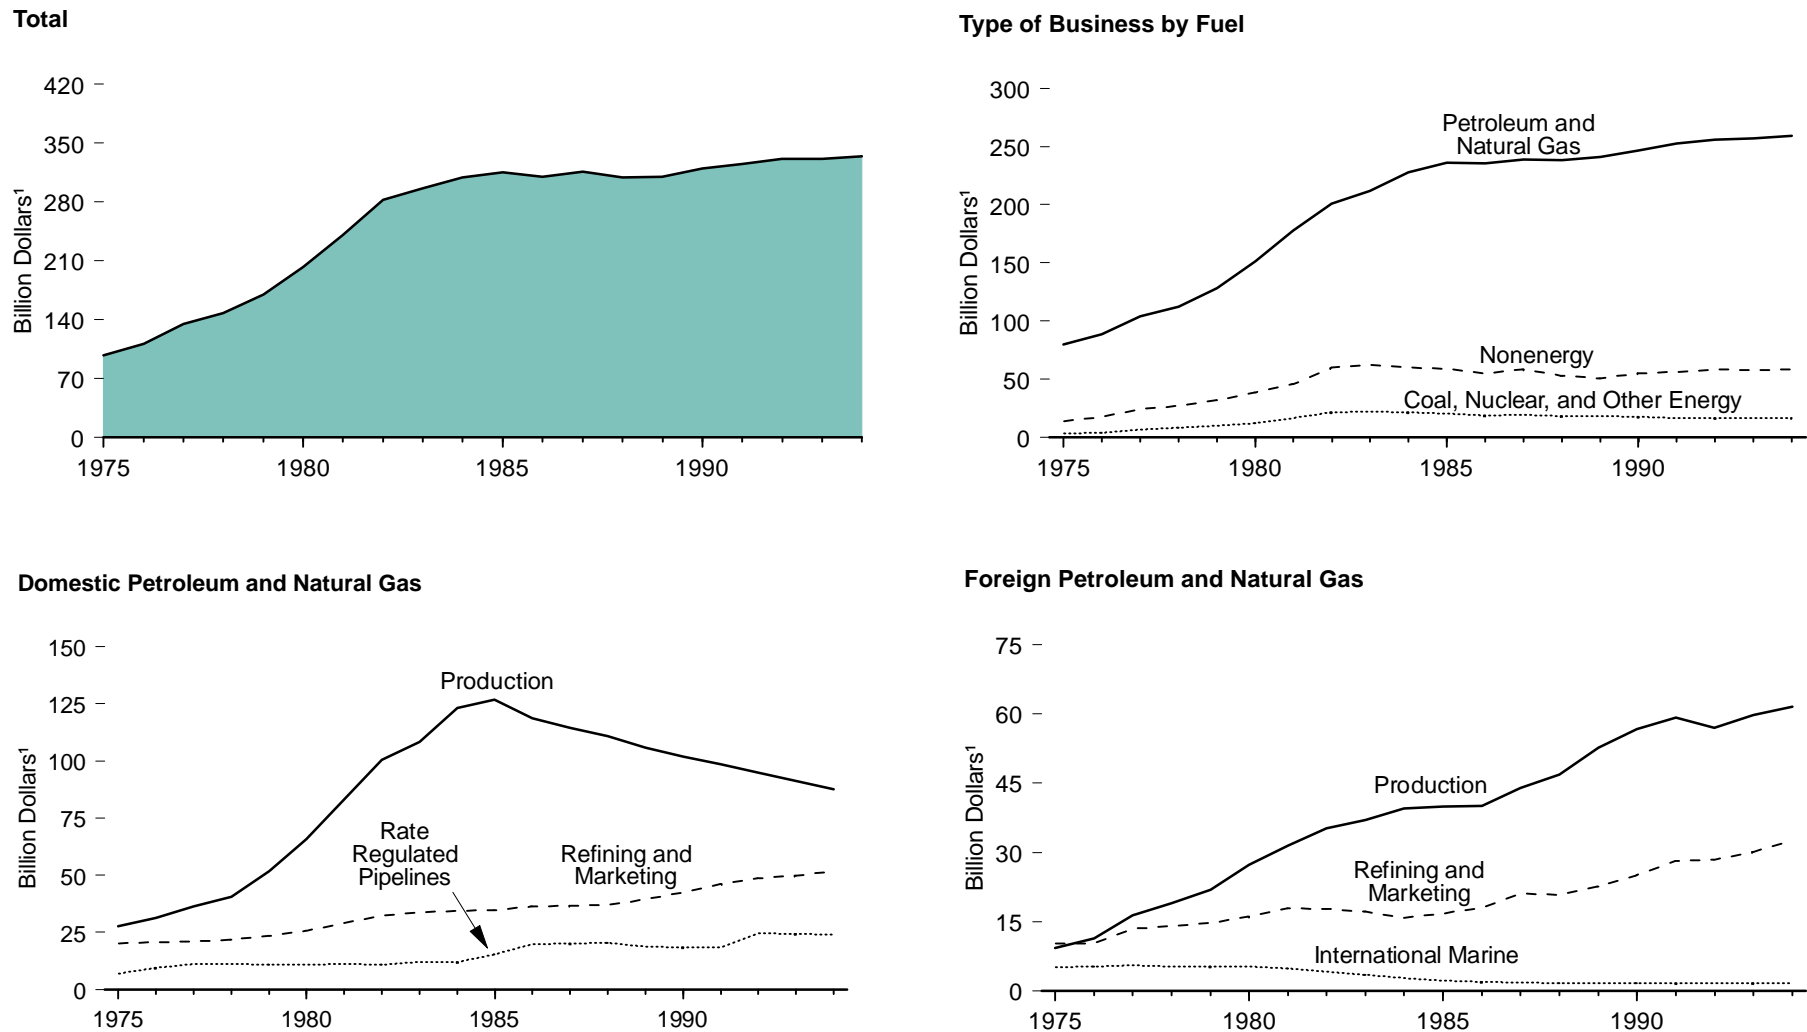 Total
420
350
280
210
140
70
0
Billion Dollars¹
1975 1980 1985 1990
Type of Business by Fuel
300
250
200
150
100
50
0
Billion Dollars¹
Petroleum and
Natural Gas
Nonenergy
Coal, Nuclear, and Other Energy
1975 1980 1985 1990
Domestic Petroleum and Natural Gas
150
125
100
75
50
25
0
Billion Dollars¹
Production
Rate
Regulated
Pipelines
Refining and
Marketing
1975 1980 1985 1990
Foreign Petroleum and Natural Gas
75
60
45
30
15
0
Billion Dollars¹
Production
Refining and
Marketing
International Marine
1975 1980 1985 1990